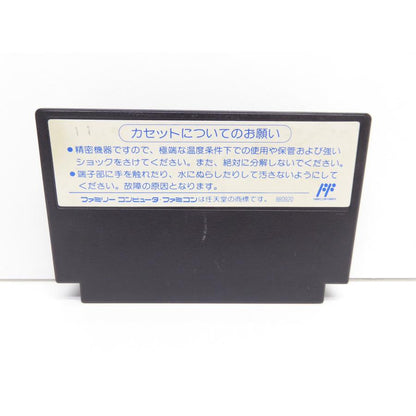 カセットについてのお願い
●精密機器ですので、極端な温度条件下での使用や保管および強い
ショックをさけてください。また、絶対に分解しないでください。
●端子部に手を触れたり、水にぬらしたりして汚さないようにして
ください。故障の原因となります。
ファミリーコンピュータ・ファミコンは任天堂の商標です。